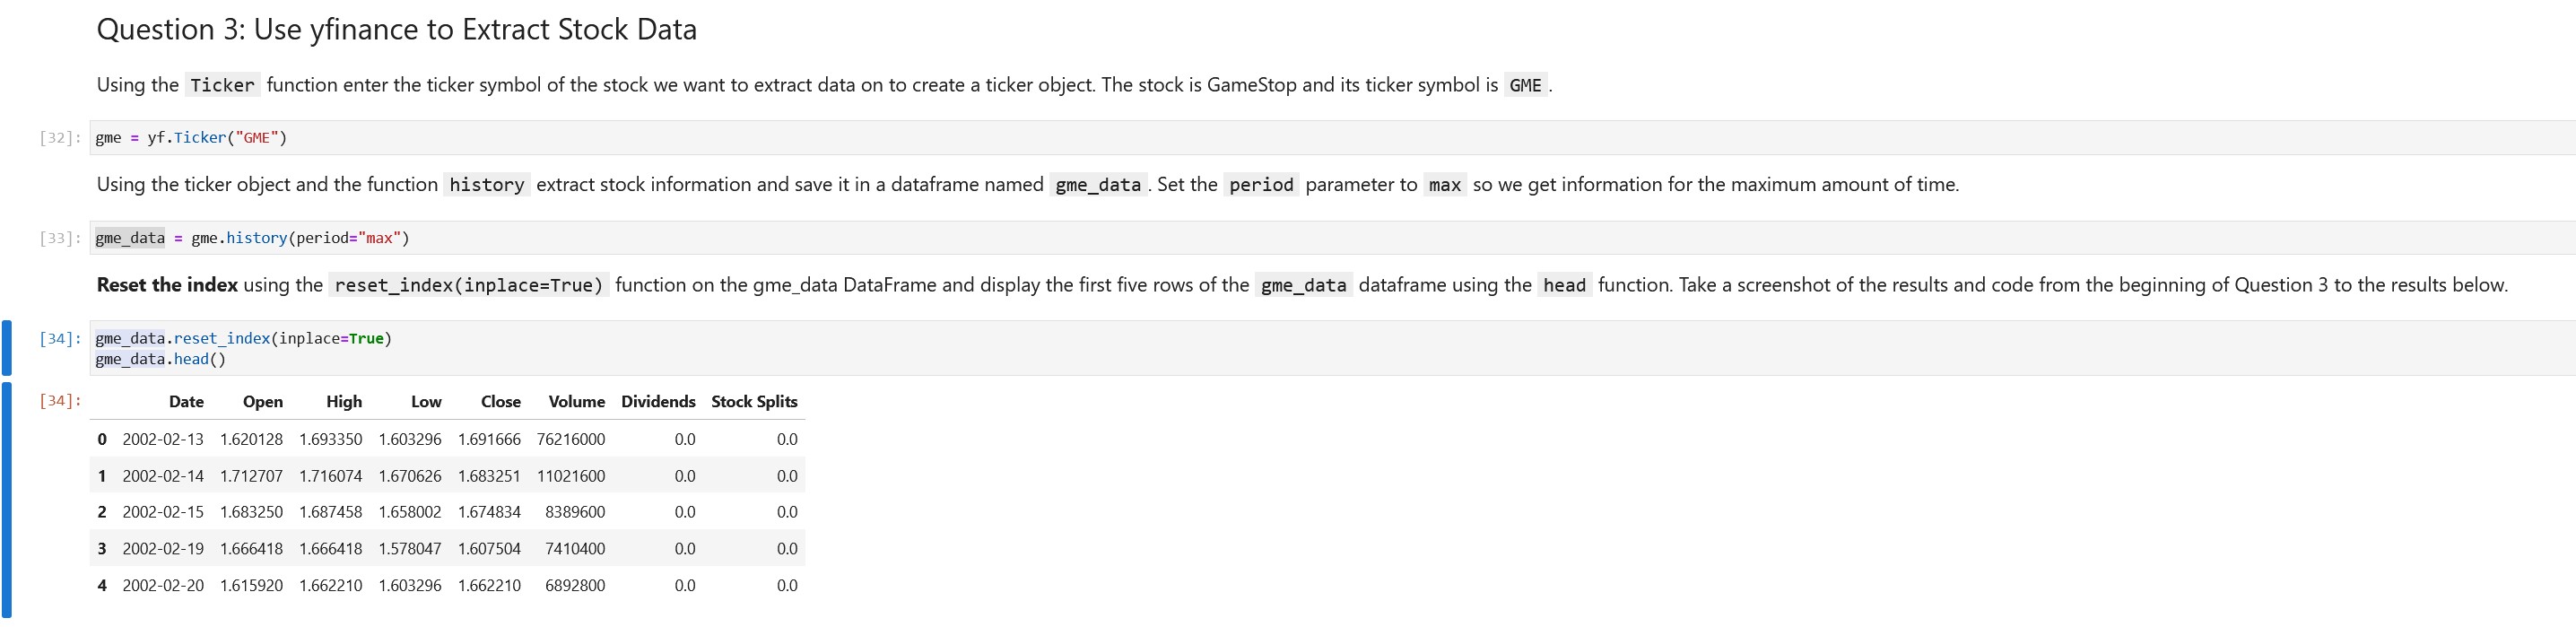 Question 3: Use yfinance to Extract Stock Data
Using the Ticker function enter the ticker symbol of the stock we want to extract data on to create a ticker object. The stock is GameStop and its ticker symbol is GME .
[32]: gme = yf.Ticker("GME")
Using the ticker object and the function history extract stock information and save it in a dataframe named gme_data . Set the period parameter to max so we get information for the maximum amount of time.
[33]: gme_data = gme.history(period="max")
Reset the index using the reset_index(inplace=True) function on the gme_data DataFrame and display the first five rows of the gme_data dataframe using the head function. Take a screenshot of the results and code from the beginning of Question 3 to the results below.
[34]: gme_data.reset_index(inplace=True)
gme_data.head()
[34]: Date Open High Low Close Volume Dividends Stock Splits
0 2002-02-13 1.620128 1.693350 1.603296 1.691666 76216000 0.0 0.0
1 2002-02-14 1.712707 1.716074 1.670626 1.683251 11021600 0.0 0.0
2 2002-02-15 1.683250 1.687458 1.658002 1.674834 8389600 0.0 0.0
3 2002-02-19 1.666418 1.666418 1.578047 1.607504 7410400 0.0 0.0
4 2002-02-20 1.615920 1.662210 1.603296 1.662210 6892800 0.0 0.0